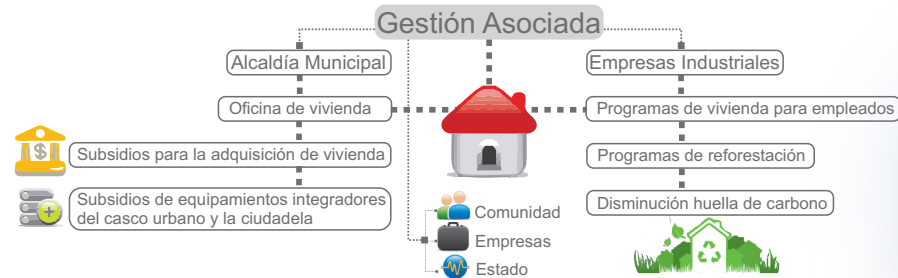 Gestión Asociada
Alcaldía Municipal
Oficina de vivienda
$
Subsidios para la adquisición de vivienda
Subsidios de equipamientos integradores
del casco urbano y la ciudadela
Comunidad
Empresas
Estado
Empresas Industriales
Programas de vivienda para empleados
Programas de reforestación
Disminución huella de carbono